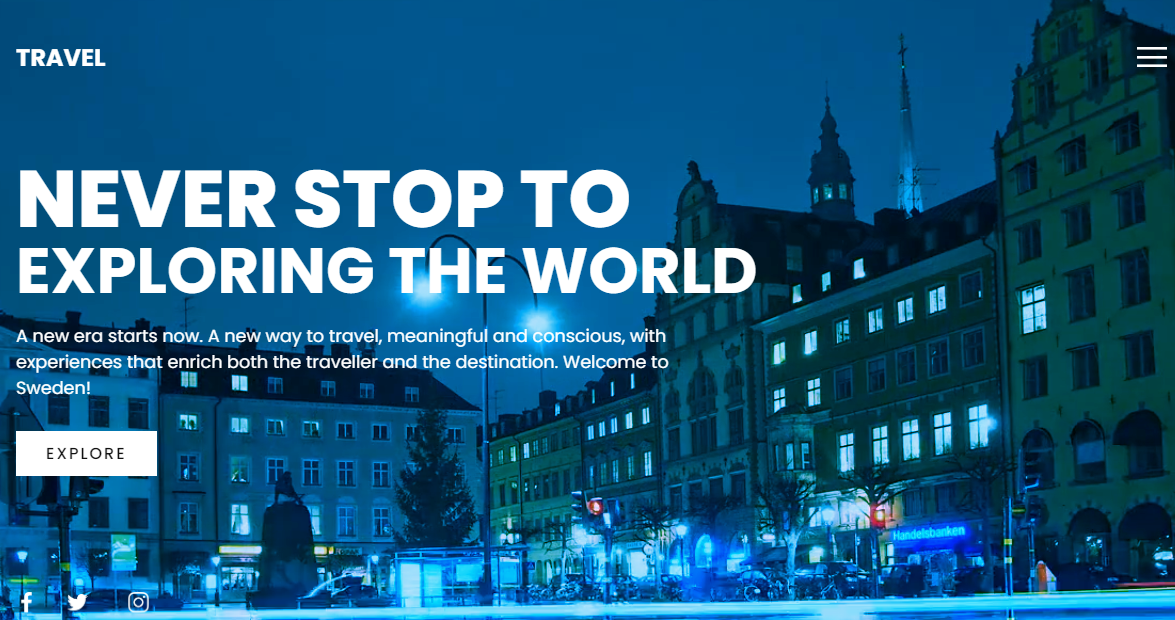 TRAVEL
NEVER STOP TO
EXPLORING THE WORLD
A new era starts now. A new way to travel, meaningful and conscious, with
experiences that enrich both the traveller and the destination. Welcome to
Sweden!
EXPLORE
Handelsbanken